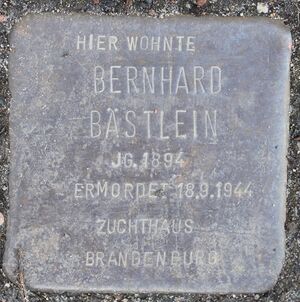 HIER WOHNTE
BERNHARD
BÄSTLEIN
JG. 1894
ERMORDET 18.9.1944
ZUCHTHAUS
BRANDENBURG